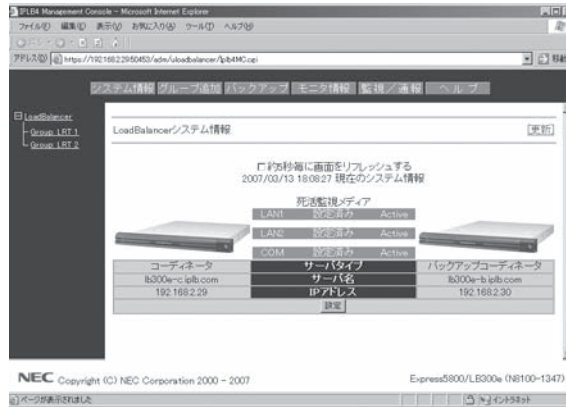 IPLB4 Management Console - Microsoft Internet Explorer
ファイル(F) 編集(E) 表示(V) お気に入り(A) ツール(T) ヘルプ(H)
アドレス(D) https://192.168.2.29:50453/adm/uloadbalancer/Iplb4MC.cgi 移動
システム情報 グループ追加 バックアップ モニタ情報 監視/通報 ヘルプ
LoadBalancer
Group LRT 1
Group LRT 2
LoadBalancerシステム情報 [更新]
約5秒毎に画面をリフレッシュする
2007/03/13 18:08:27 現在のシステム情報
死活監視メディア
LAN1 設定済み Active
LAN2 設定済み Active
COM 設定済み Active
コーディネータ サーバタイプ バックアップコーディネータ
lb300e-c.iplb.com サーバ名 lb300e-b.iplb.com
192.168.2.29 IPアドレス 192.168.2.30
設定
NEC Copyright (C) NEC Corporation 2000 - 2007 Express5800/LB300e (N8100-1347)
ページが表示されました イントラネット